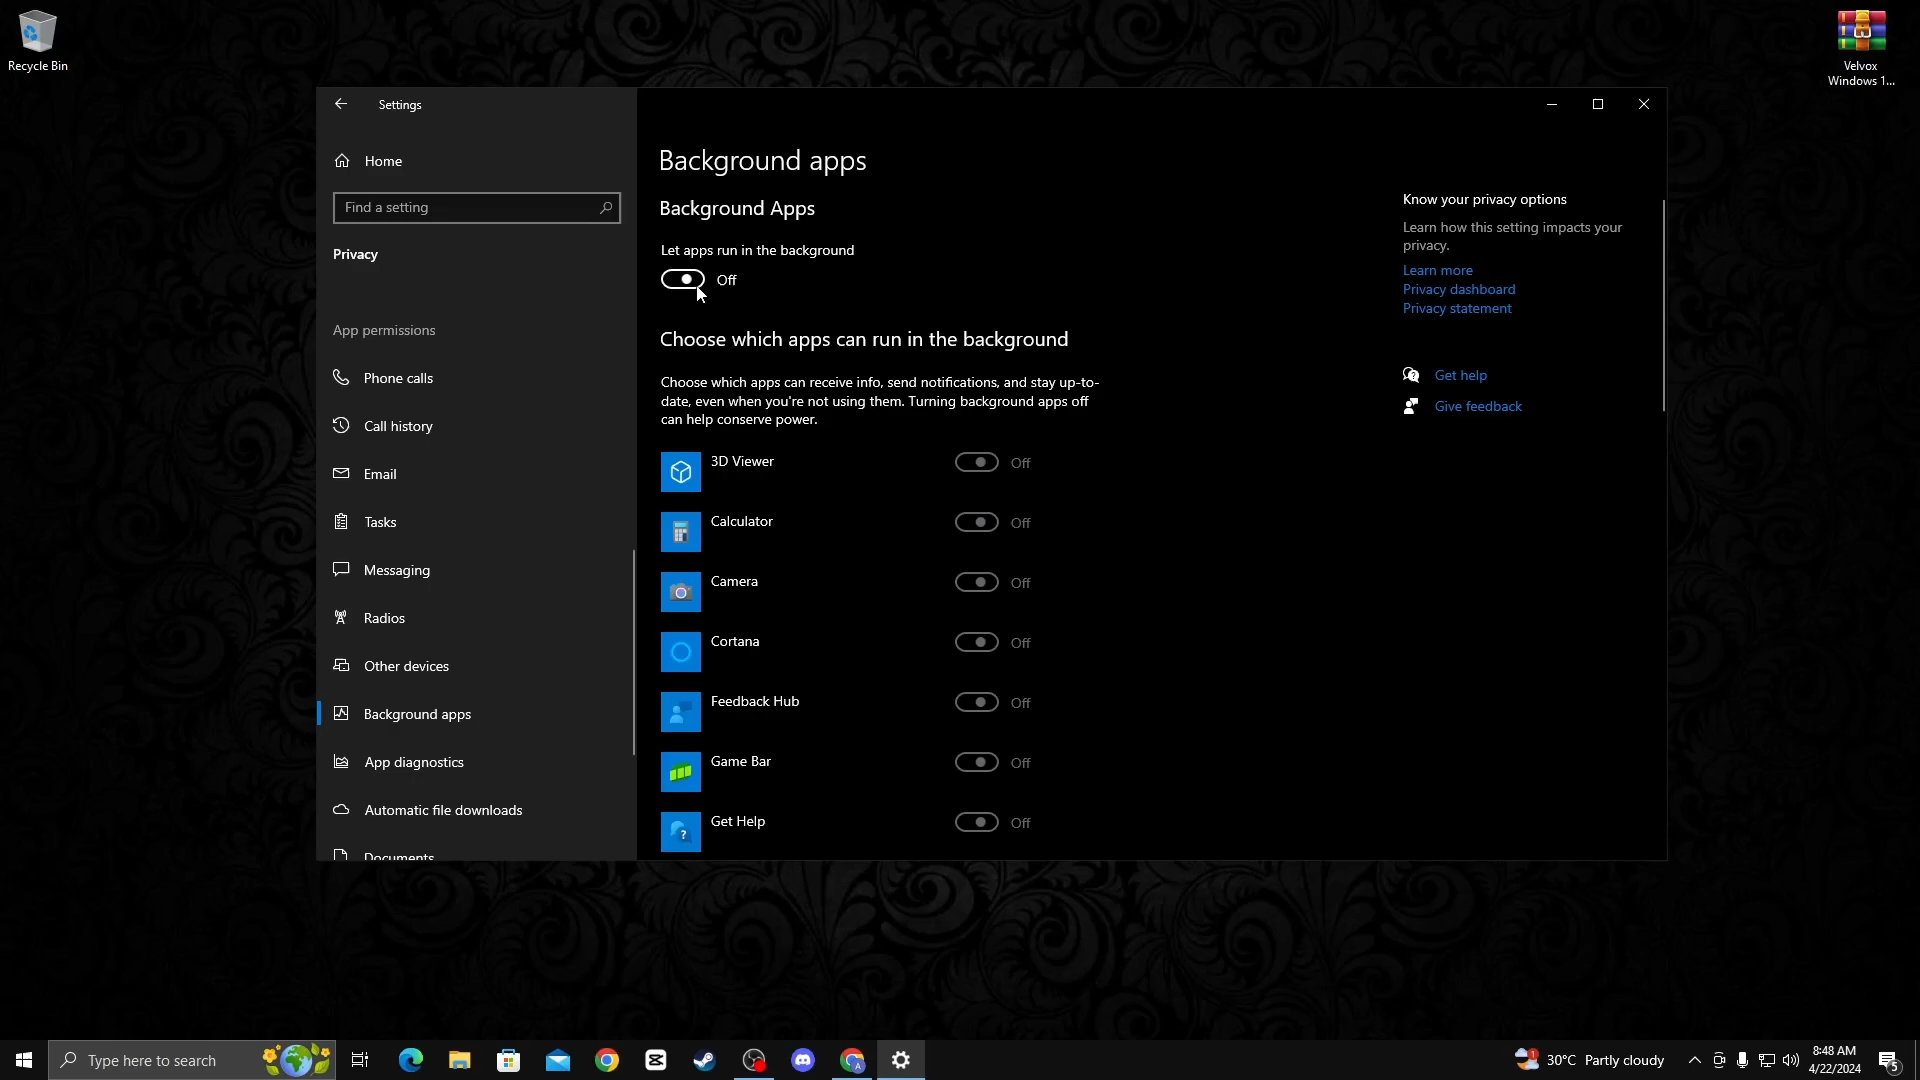 Recycle Bin
Velvox
Windows 1...
Settings
Home
Find a setting
Privacy
App permissions
Phone calls
Call history
Email
Tasks
Messaging
Radios
Other devices
Background apps
App diagnostics
Automatic file downloads
Documents
Background apps
Background Apps
Let apps run in the background
Off
Choose which apps can run in the background
Choose which apps can receive info, send notifications, and stay up-to-
date, even when you're not using them. Turning background apps off
can help conserve power.
3D Viewer Off
Calculator Off
Camera Off
Cortana Off
Feedback Hub Off
Game Bar Off
Get Help Off
Know your privacy options
Learn how this setting impacts your
privacy.
Learn more
Privacy dashboard
Privacy statement
Get help
Give feedback
Type here to search
30°C Partly cloudy
8:48 AM
4/22/2024
5